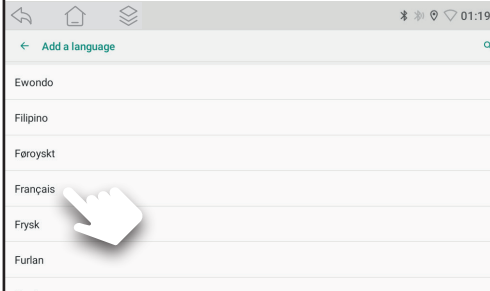 01:19
Add a language
Ewondo
Filipino
Føroyskt
Français
Frysk
Furlan